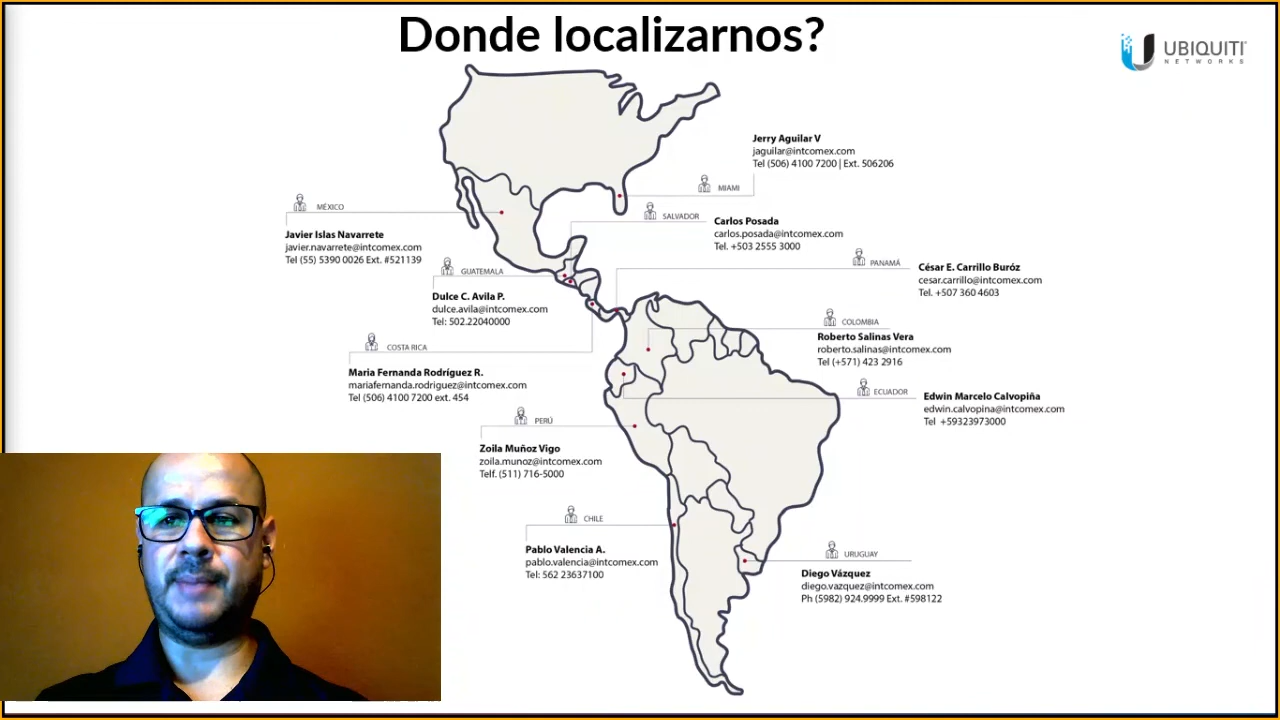 Donde localizarnos?
UBIQUITI
NETWORKS
Jerry Aguilar V
jaguilar@intcomex.com
Tel (506) 4100 7200 | Ext. 506206
MIAMI
MÉXICO
Javier Islas Navarrete
javier.navarrete@intcomex.com
Tel (55) 5390 0026 Ext. #521139
SALVADOR
Carlos Posada
carlos.posada@intcomex.com
Tel. +503 2555 3000
GUATEMALA
Dulce C. Avila P.
dulce.avila@intcomex.com
Tel: 502.22040000
PANAMÁ
César E. Carrillo Buróz
cesar.carrillo@intcomex.com
Tel. +507 360 4603
COLOMBIA
Roberto Salinas Vera
roberto.salinas@intcomex.com
Tel (+571) 423 2916
COSTA RICA
Maria Fernanda Rodríguez R.
mariafernanda.rodriguez@intcomex.com
Tel (506) 4100 7200 ext. 454
ECUADOR
Edwin Marcelo Calvopiña
edwin.calvopina@intcomex.com
Tel +59323973000
PERÚ
Zoila Muñoz Vigo
zoila.munoz@intcomex.com
Telf. (511) 716-5000
CHILE
Pablo Valencia A.
pablo.valencia@intcomex.com
Tel: 562 23637100
URUGUAY
Diego Vázquez
diego.vazquez@intcomex.com
Ph (5982) 924.9999 Ext. #598122